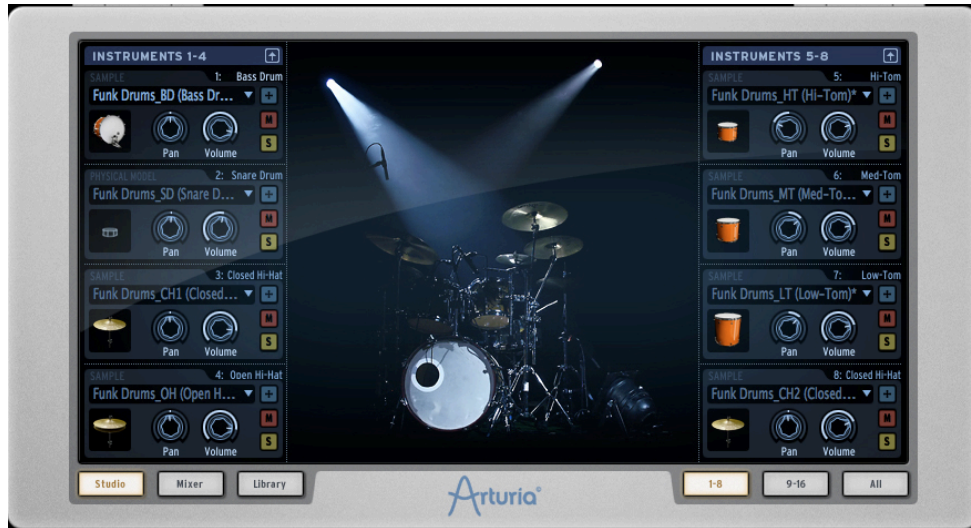 INSTRUMENTS 1-4
SAMPLE 1: Bass Drum
Funk Drums_BD (Bass Dr...
M
S
Pan Volume
PHYSICAL MODEL 2: Snare Drum
Funk Drums_SD (Snare D...
M
S
Pan Volume
SAMPLE 3: Closed Hi-Hat
Funk Drums_CH1 (Closed...
M
S
Pan Volume
SAMPLE 4: Open Hi-Hat
Funk Drums_OH (Open H...
M
S
Pan Volume
INSTRUMENTS 5-8
SAMPLE 5: Hi-Tom
Funk Drums_HT (Hi-Tom)*
M
S
Pan Volume
SAMPLE 6: Med-Tom
Funk Drums_MT (Med-To...
M
S
Pan Volume
SAMPLE 7: Low-Tom
Funk Drums_LT (Low-Tom)*
M
S
Pan Volume
SAMPLE 8: Closed Hi-Hat
Funk Drums_CH2 (Closed...
M
S
Pan Volume
Studio Mixer Library
Arturia®
1-8 9-16 All